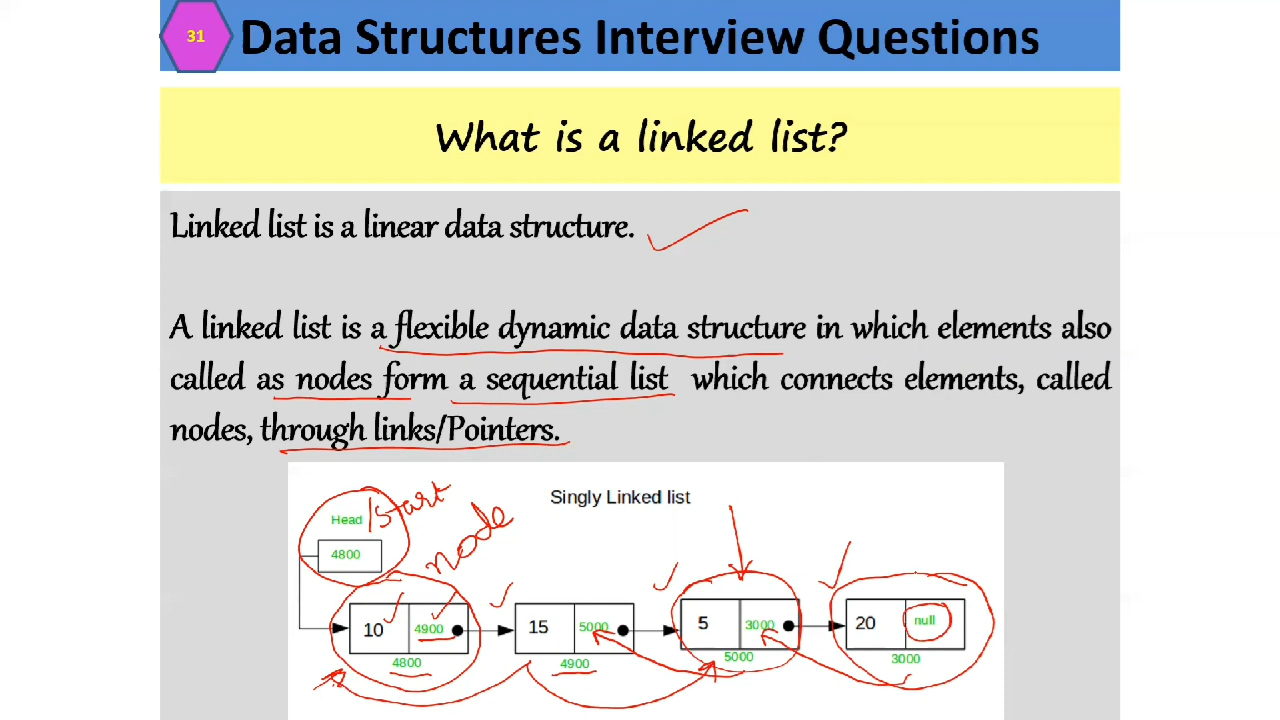 31
Data Structures Interview Questions
What is a linked list?
Linked list is a linear data structure.
A linked list is a flexible dynamic data structure in which elements also
called as nodes form a sequential list which connects elements, called
nodes, through links/Pointers.
Singly Linked list
Head /Start
4800
node
10 4900
15 5000
5 3000
20 null
4800
4900
5000
3000